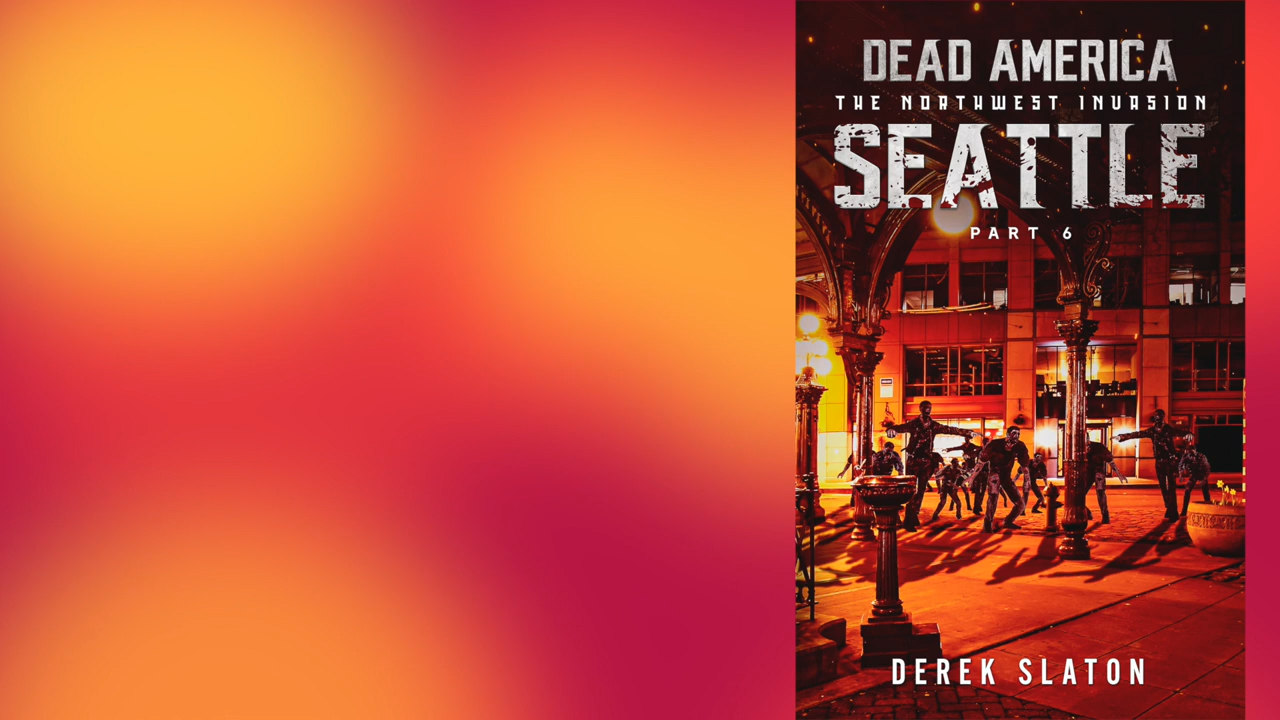 DEAD AMERICA
THE NORTHWEST INVASION
SEATTLE
PART 6
DEREK SLATON